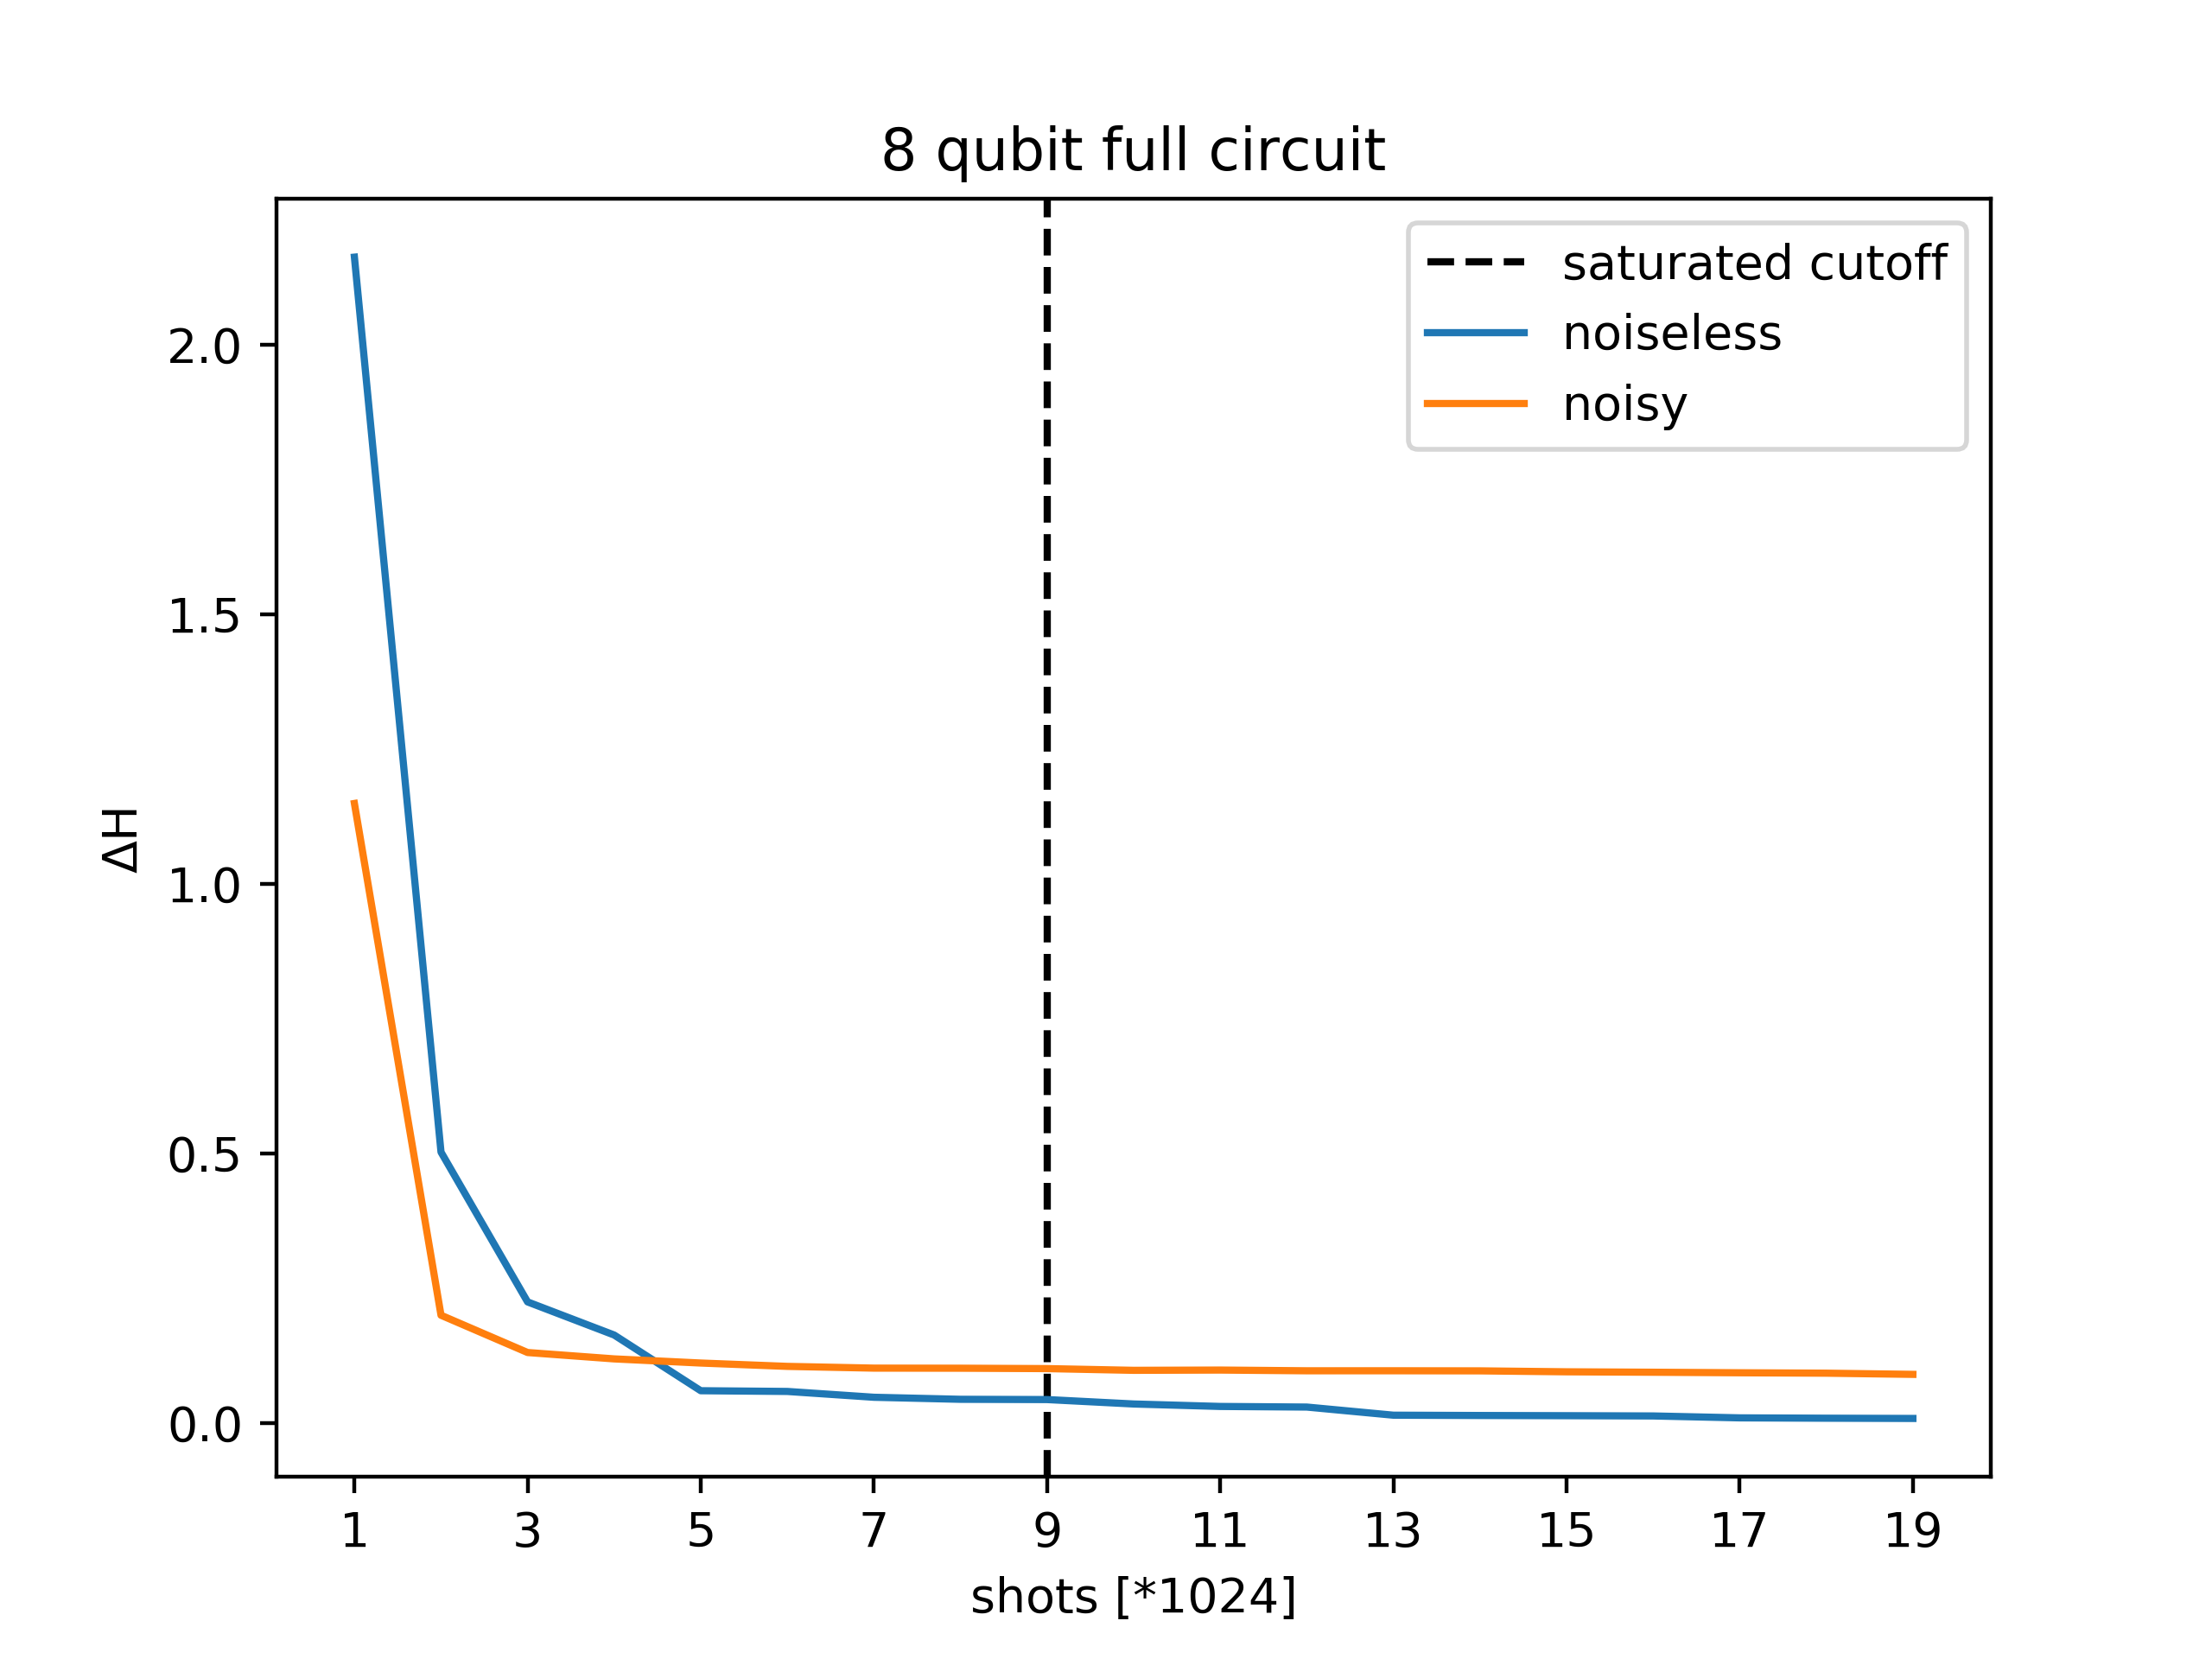 8 qubit full circuit
saturated cutoff
noiseless
noisy
2.0
1.5
1.0
0.5
0.0
ΔH
1 3 5 7 9 11 13 15 17 19
shots [*1024]